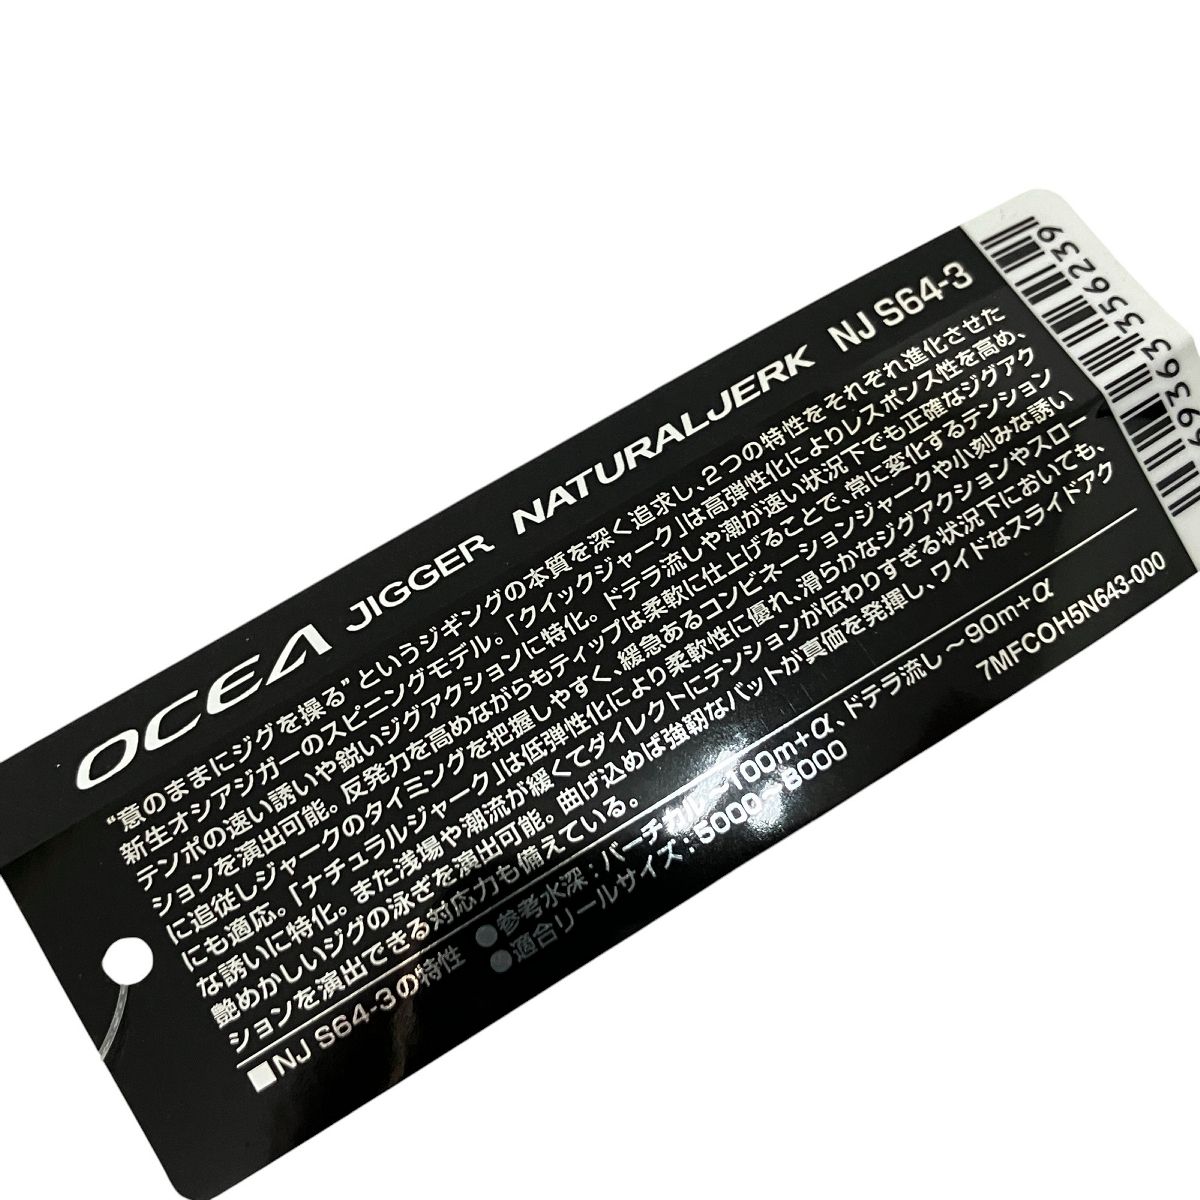 OCEA JIGGER NATURALJERK NJ S64-3
“意のままにジグを操る”というジギングの本質を深く追求し、2つの特性をそれぞれ進化させた
新生オシアジガーのスピニングモデル。「クイックジャーク」は高弾性化によりレスポンス性を高め、
テンポの速い誘いや鋭いジグアクションに特化。ドテラ流しや潮が速い状況下でも正確なジグアク
ションを演出可能。反発力を高めながらもティップは柔軟に仕上げることで、常に変化するテンション
に追従しジャークのタイミングを把握しやすく、緩急あるコンビネーションジャークや小刻みな誘い
にも適応。「ナチュラルジャーク」は低弾性化により柔軟性に優れ、滑らかなジグアクションやスロー
な誘いに特化。また浅場や潮流が緩くてダイレクトにテンションが伝わりすぎる状況下においても、
艶めかしいジグの泳ぎを演出可能。曲げ込めば強靭なバットが真価を発揮し、ワイドなスライドアク
ションを演出できる対応力も備えている。
■NJ S64-3の特性 ●参考水深:バーチカル～100m+α、ドテラ流し～90m+α
●適合リールサイズ:5000～8000
7MFCOH5N643-000
69363 356239